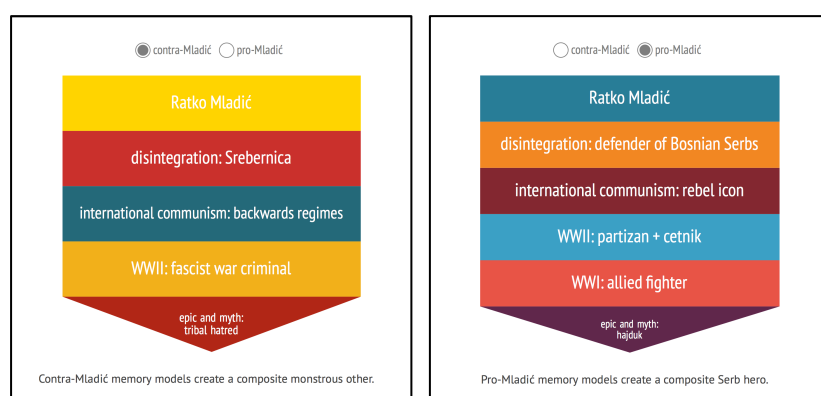 contra-Mladić pro-Mladić
Ratko Mladić
disintegration: Srebernica
international communism: backwards regimes
WWII: fascist war criminal
epic and myth:
tribal hatred
Contra-Mladić memory models create a composite monstrous other.
contra-Mladić pro-Mladić
Ratko Mladić
disintegration: defender of Bosnian Serbs
international communism: rebel icon
WWII: partizan + cetnik
WWI: allied fighter
epic and myth:
hajduk
Pro-Mladić memory models create a composite Serb hero.